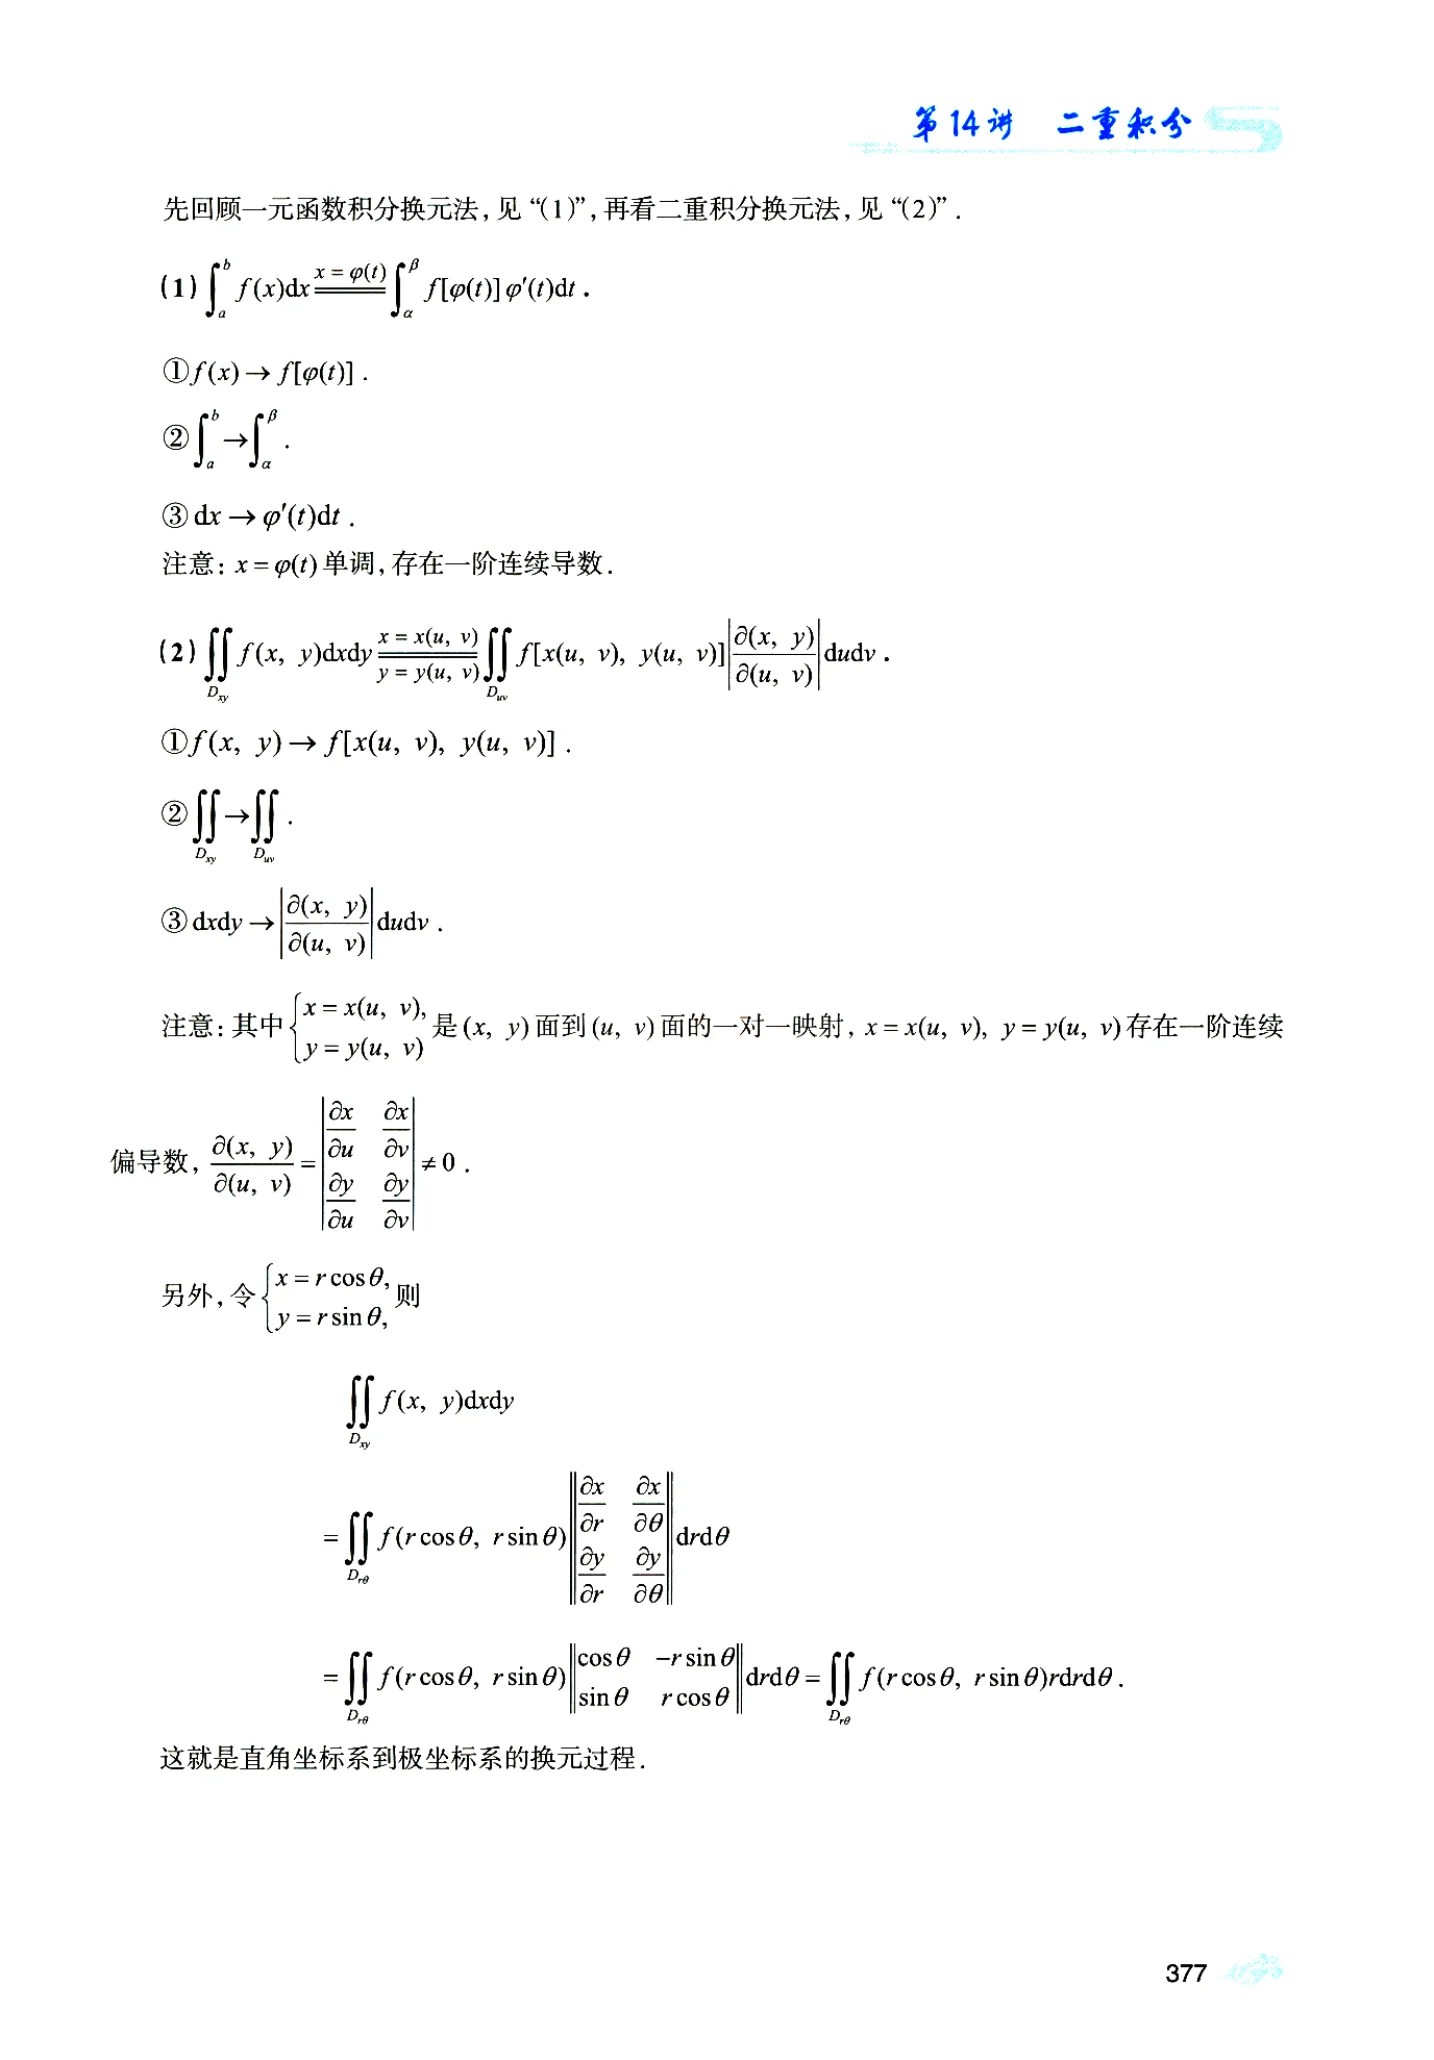 第14讲 二重积分
先回顾一元函数积分换元法,见“(1)”,再看二重积分换元法,见“(2)”.
(1) $\int_a^b f(x)\mathrm{d}x \xlongequal{x=\varphi(t)} \int_\alpha^\beta f[\varphi(t)]\varphi'(t)\mathrm{d}t$.
① $f(x) \to f[\varphi(t)]$.
② $\int_a^b \to \int_\alpha^\beta$.
③ $\mathrm{d}x \to \varphi'(t)\mathrm{d}t$.
注意: $x=\varphi(t)$ 单调,存在一阶连续导数.
(2) $\iint\limits_{D_{xy}} f(x, y)\mathrm{d}x\mathrm{d}y \xlongequal[y=y(u, v)]{x=x(u, v)} \iint\limits_{D_{uv}} f[x(u, v), y(u, v)]\left|\frac{\partial(x, y)}{\partial(u, v)}\right|\mathrm{d}u\mathrm{d}v$.
① $f(x, y) \to f[x(u, v), y(u, v)]$.
② $\iint\limits_{D_{xy}} \to \iint\limits_{D_{uv}}$.
③ $\mathrm{d}x\mathrm{d}y \to \left|\frac{\partial(x, y)}{\partial(u, v)}\right|\mathrm{d}u\mathrm{d}v$.
注意:其中 $\begin{cases} x=x(u, v), \\ y=y(u, v) \end{cases}$ 是 $(x, y)$ 面到 $(u, v)$ 面的一对一映射, $x=x(u, v), y=y(u, v)$ 存在一阶连续
偏导数, $\frac{\partial(x, y)}{\partial(u, v)} = \begin{vmatrix} \frac{\partial x}{\partial u} & \frac{\partial x}{\partial v} \\ \frac{\partial y}{\partial u} & \frac{\partial y}{\partial v} \end{vmatrix} \neq 0$.
另外,令 $\begin{cases} x=r\cos\theta, \\ y=r\sin\theta, \end{cases}$ 则
$\iint\limits_{D_{xy}} f(x, y)\mathrm{d}x\mathrm{d}y$
$= \iint\limits_{D_{r\theta}} f(r\cos\theta, r\sin\theta)\begin{Vmatrix} \frac{\partial x}{\partial r} & \frac{\partial x}{\partial \theta} \\ \frac{\partial y}{\partial r} & \frac{\partial y}{\partial \theta} \end{Vmatrix}\mathrm{d}r\mathrm{d}\theta$
$= \iint\limits_{D_{r\theta}} f(r\cos\theta, r\sin\theta)\begin{Vmatrix} \cos\theta & -r\sin\theta \\ \sin\theta & r\cos\theta \end{Vmatrix}\mathrm{d}r\mathrm{d}\theta = \iint\limits_{D_{r\theta}} f(r\cos\theta, r\sin\theta)r\mathrm{d}r\mathrm{d}\theta$.
这就是直角坐标系到极坐标系的换元过程.
377